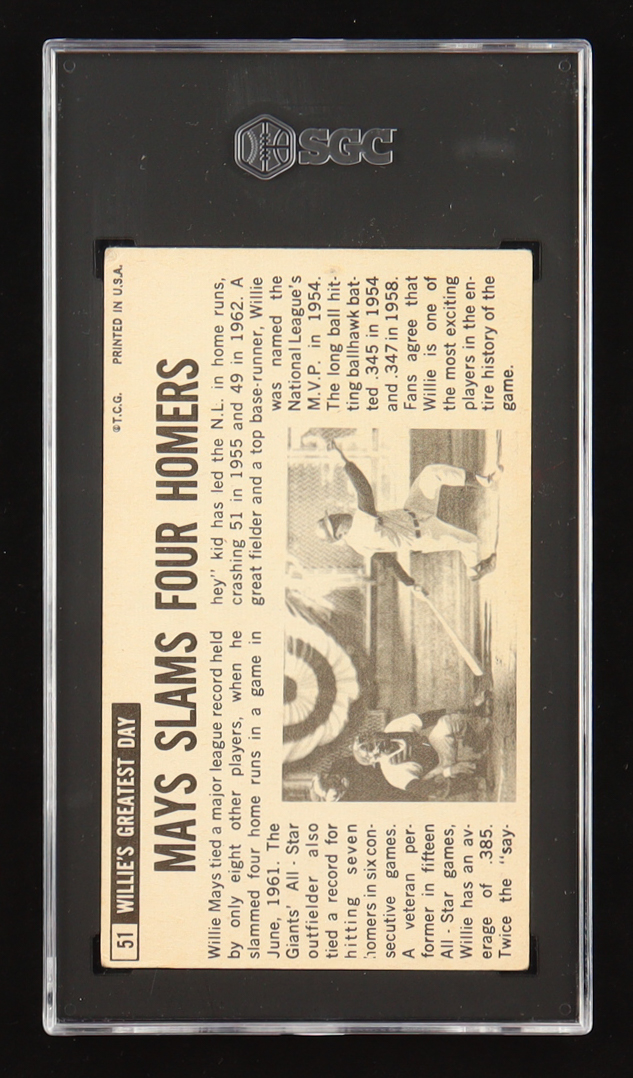 SGC
51 WILLIE'S GREATEST DAY
©T.C.G. PRINTED IN U.S.A.
MAYS SLAMS FOUR HOMERS
Willie Mays tied a major league record held
by only eight other players, when he
slammed four home runs in a game in
June, 1961. The
Giants' All - Star
outfielder also
tied a record for
hitting seven
homers in six con-
secutive games.
A veteran per-
former in fifteen
All - Star games,
Willie has an av-
erage of .385.
Twice the "say-
hey" kid has led the N.L. in home runs,
crashing 51 in 1955 and 49 in 1962. A
great fielder and a top base-runner, Willie
was named the
National League's
M.V.P. in 1954.
The long ball hit-
ting ballhawk bat-
ted .345 in 1954
and .347 in 1958.
Fans agree that
Willie is one of
the most exciting
players in the en-
tire history of the
game.